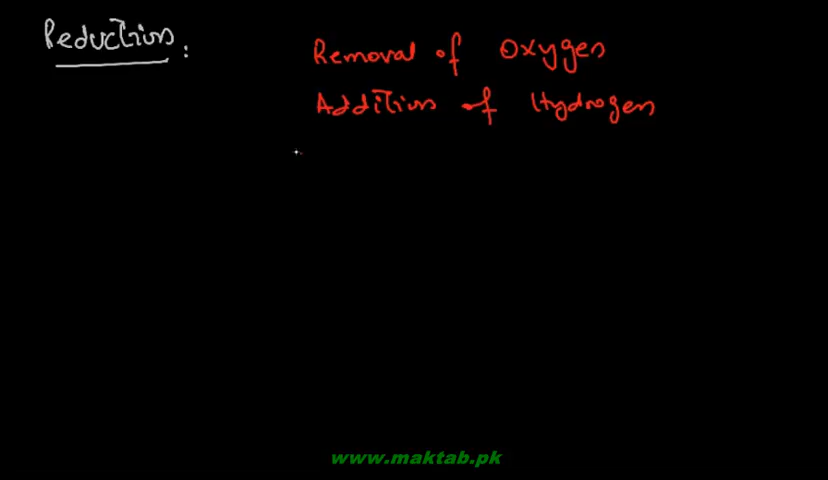 Reduction :
Removal of Oxygen
Addition of Hydrogen
www.maktab.pk